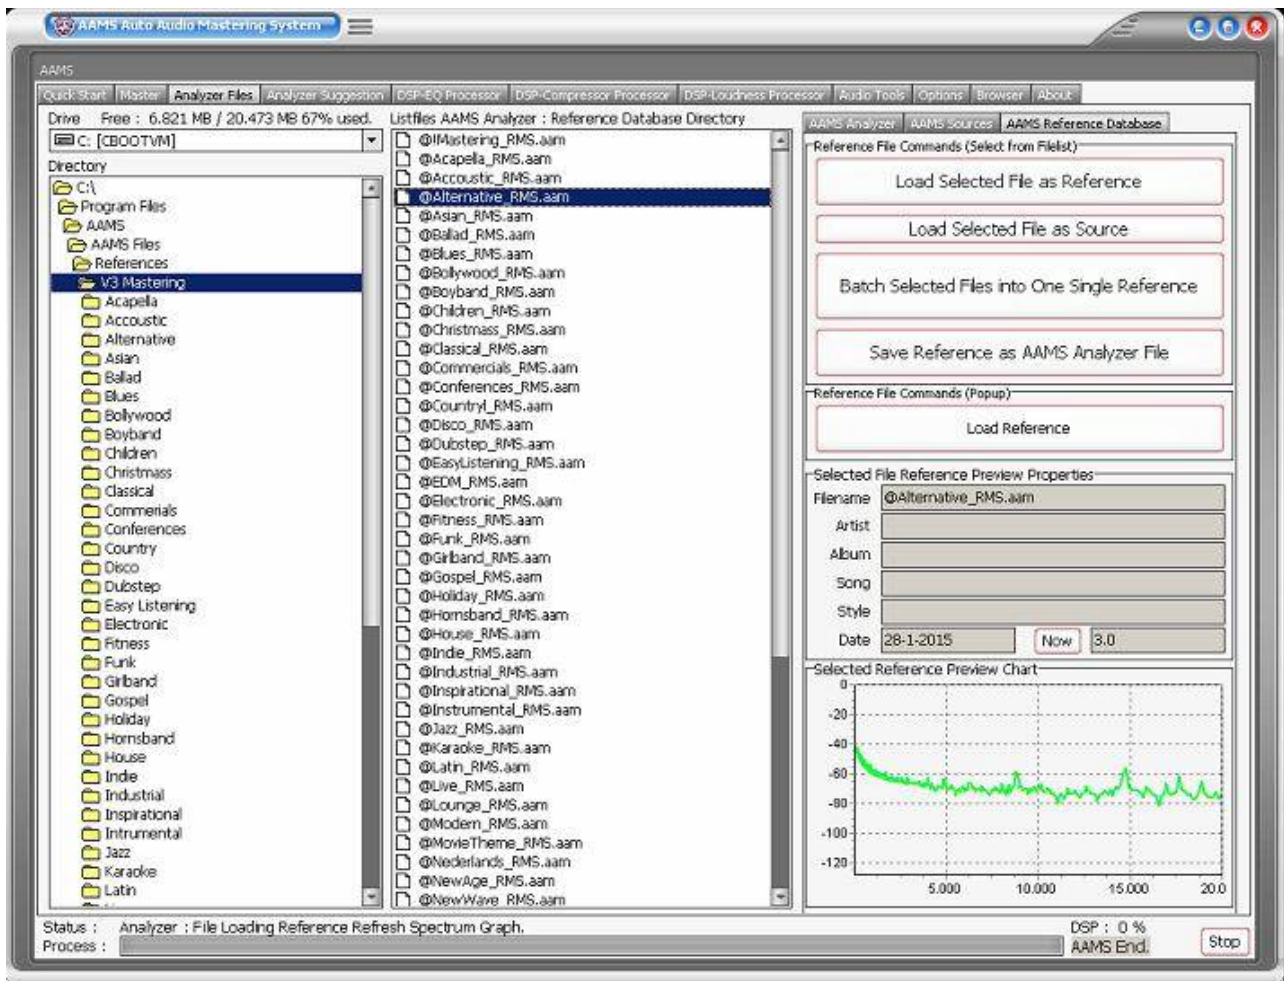 AAMS Auto Audio Mastering System
AAMS
Quick Start Master Analyzer Files Analyzer Suggestion DSP-EQ Processor DSP-Compressor Processor DSP-Loudness Processor Audio Tools Options Browser About
Drive Free : 6.821 MB / 20.473 MB 67% used.
C: [CBOOTVM]
Directory
C:\
Program Files
AAMS
AAMS Files
References
V3 Mastering
Acapella
Accoustic
Alternative
Asian
Ballad
Blues
Bollywood
Boyband
Children
Christmass
Classical
Commerials
Conferences
Country
Disco
Dubstep
Easy Listening
Electronic
Fitness
Funk
Girlband
Gospel
Holiday
Hornsband
House
Indie
Industrial
Inspirational
Intrumental
Jazz
Karaoke
Latin
Listfiles AAMS Analyzer : Reference Database Directory
@!Mastering_RMS.aam
@Acapella_RMS.aam
@Accoustic_RMS.aam
@Alternative_RMS.aam
@Asian_RMS.aam
@Ballad_RMS.aam
@Blues_RMS.aam
@Bollywood_RMS.aam
@Boyband_RMS.aam
@Children_RMS.aam
@Christmass_RMS.aam
@Classical_RMS.aam
@Commercials_RMS.aam
@Conferences_RMS.aam
@Countryl_RMS.aam
@Disco_RMS.aam
@Dubstep_RMS.aam
@EasyListening_RMS.aam
@EDM_RMS.aam
@Electronic_RMS.aam
@Fitness_RMS.aam
@Funk_RMS.aam
@Girlband_RMS.aam
@Gospel_RMS.aam
@Holiday_RMS.aam
@Hornsband_RMS.aam
@House_RMS.aam
@Indie_RMS.aam
@Industrial_RMS.aam
@Inspirational_RMS.aam
@Instrumental_RMS.aam
@Jazz_RMS.aam
@Karaoke_RMS.aam
@Latin_RMS.aam
@Live_RMS.aam
@Lounge_RMS.aam
@Modern_RMS.aam
@MovieTheme_RMS.aam
@Nederlands_RMS.aam
@NewAge_RMS.aam
@NewWave_RMS.aam
AAMS Analyzer AAMS Sources AAMS Reference Database
Reference File Commands (Select from Filelist)
Load Selected File as Reference
Load Selected File as Source
Batch Selected Files into One Single Reference
Save Reference as AAMS Analyzer File
Reference File Commands (Popup)
Load Reference
Selected File Reference Preview Properties
Filename @Alternative_RMS.aam
Artist
Album
Song
Style
Date 28-1-2015 Now 3.0
Selected Reference Preview Chart
0
-20
-40
-60
-80
-100
-120
5.000 10.000 15.000 20.0
Status : Analyzer : File Loading Reference Refresh Spectrum Graph.
DSP : 0 %
Process :
AAMS End.
Stop